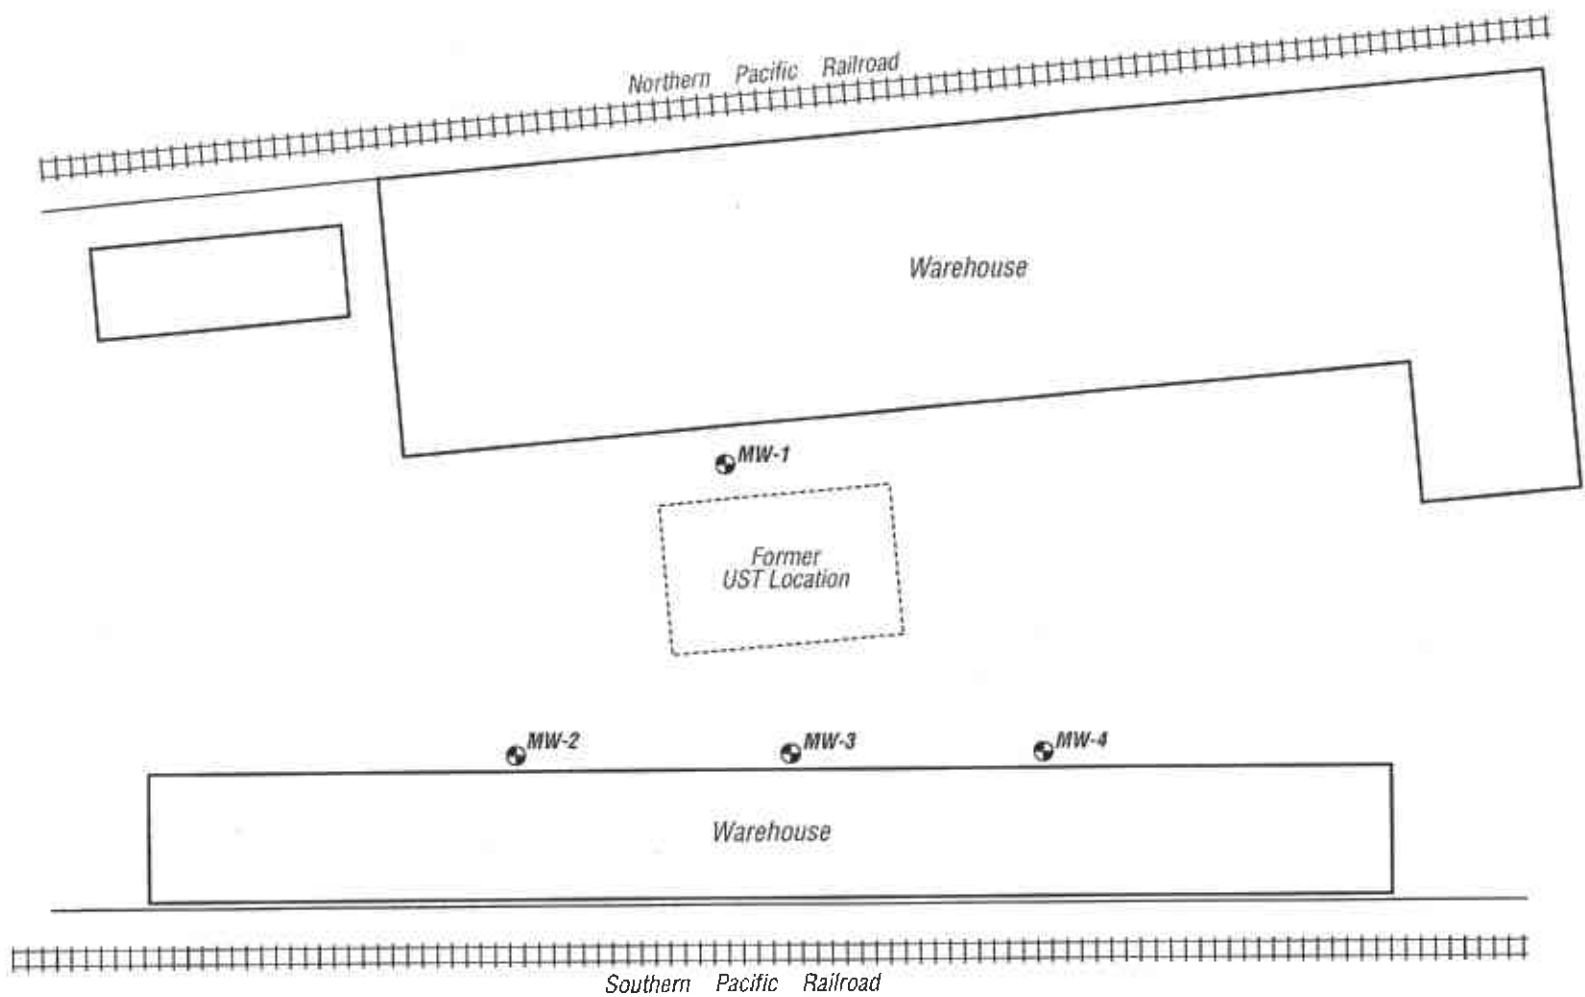 Northern Pacific Railroad
Warehouse
MW-1
Former
UST Location
MW-2
MW-3
MW-4
Warehouse
Southern Pacific Railroad